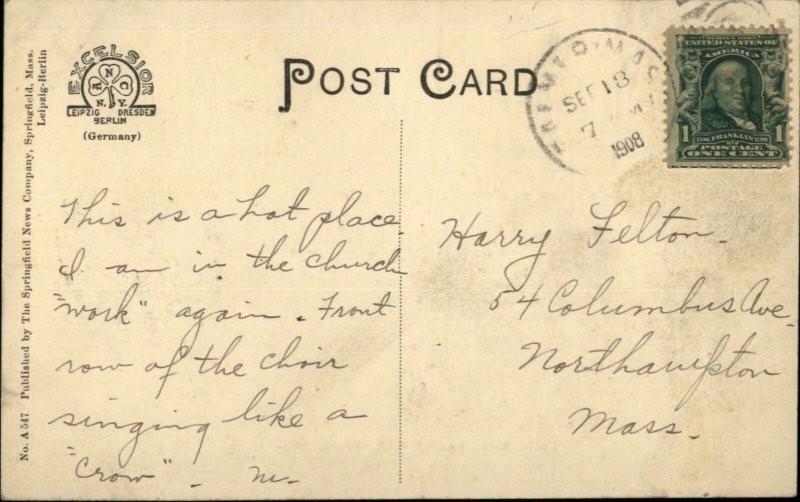 No. A 547 Published by The Springfield News Company, Springfield, Mass.
Leipzig-Berlin
EXCELSIOR
A N C
N.Y.
LEIPZIG DRESDEN
BERLIN
(Germany)
POST CARD
MASS
SEP 18
7
1908
UNITED STATES OF
AMERICA
1 FRANKLIN 1
POSTAGE
ONE CENT
This is a hot place.
I am in the church
"work" again. Front
row of the choir
singing like a
"Crow". M.
Harry Felton.
54 Columbus Ave.
Northampton
Mass.